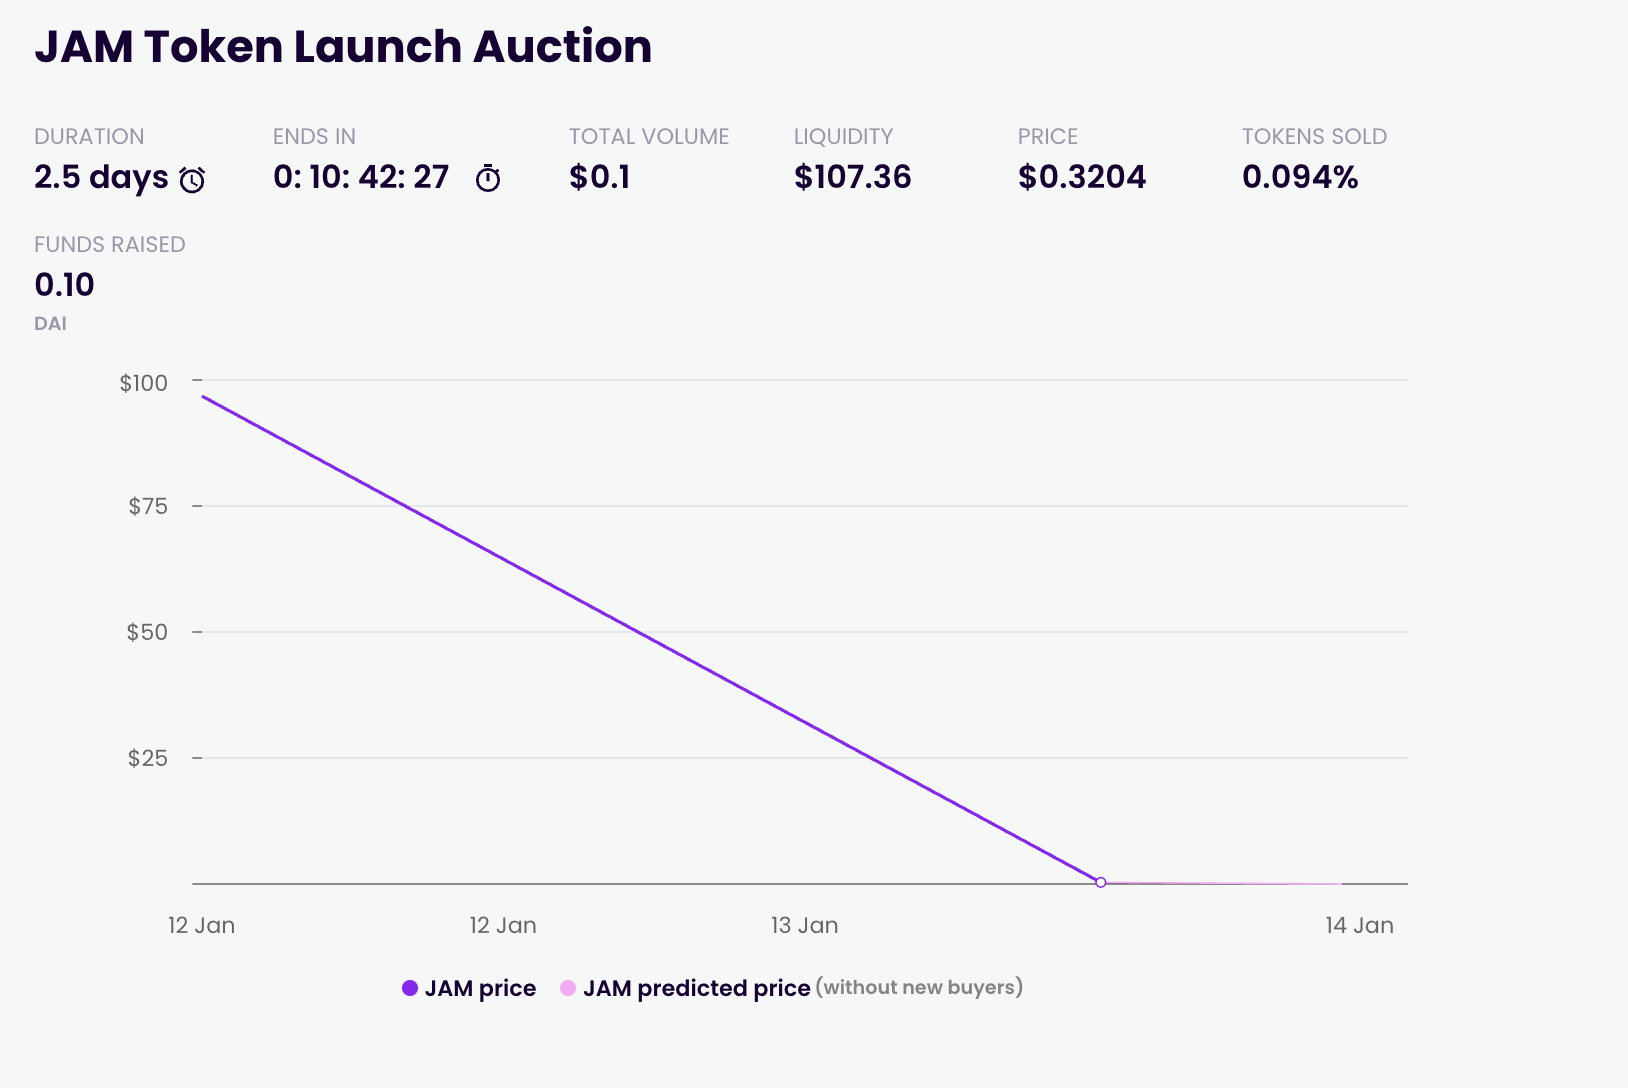 JAM Token Launch Auction
DURATION ENDS IN TOTAL VOLUME LIQUIDITY PRICE TOKENS SOLD
2.5 days 0: 10: 42: 27 $0.1 $107.36 $0.3204 0.094%
FUNDS RAISED
0.10
DAI
$100
$75
$50
$25
12 Jan 12 Jan 13 Jan 14 Jan
JAM price JAM predicted price (without new buyers)